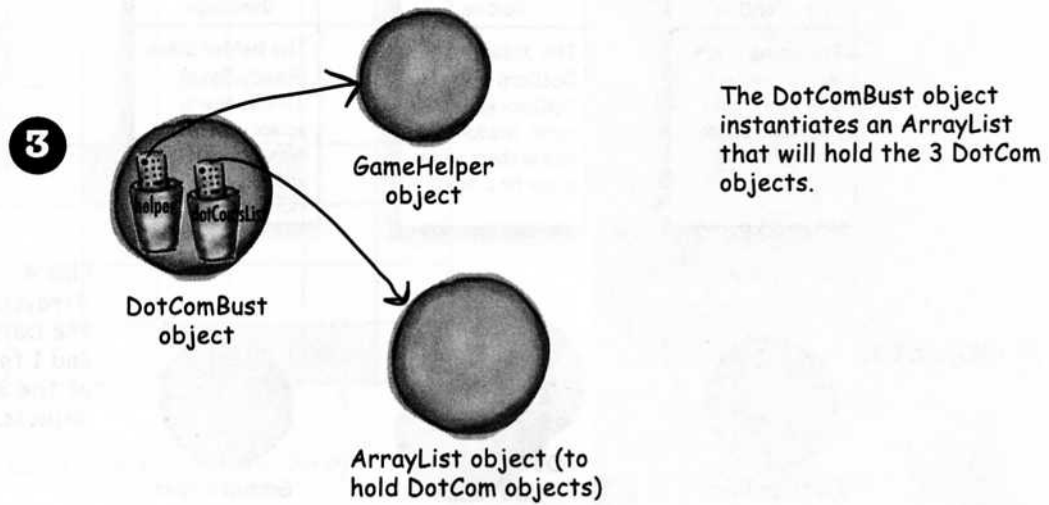 3
GameHelper
object
The DotComBust object
instantiates an ArrayList
that will hold the 3 DotCom
objects.
helper
dotComsList
DotComBust
object
ArrayList object (to
hold DotCom objects)